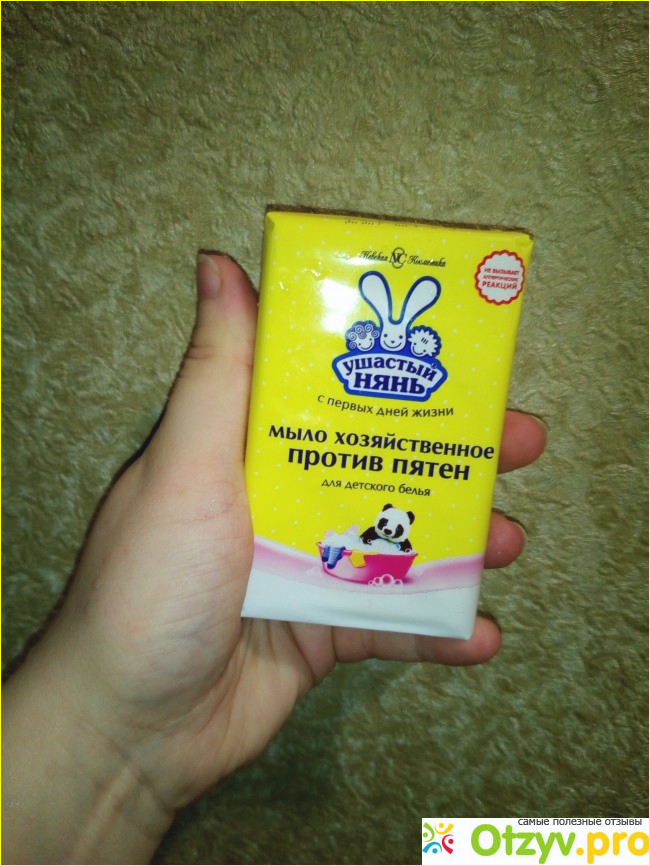 Невская Косметика
НЕ ВЫЗЫВАЕТ
АЛЛЕРГИЧЕСКИХ
РЕАКЦИЙ
УШАСТЫЙ
НЯНЬ
С ПЕРВЫХ ДНЕЙ ЖИЗНИ
МЫЛО ХОЗЯЙСТВЕННОЕ
ПРОТИВ ПЯТЕН
ДЛЯ ДЕТСКОГО БЕЛЬЯ
самые полезные отзывы
Otzyv.pro